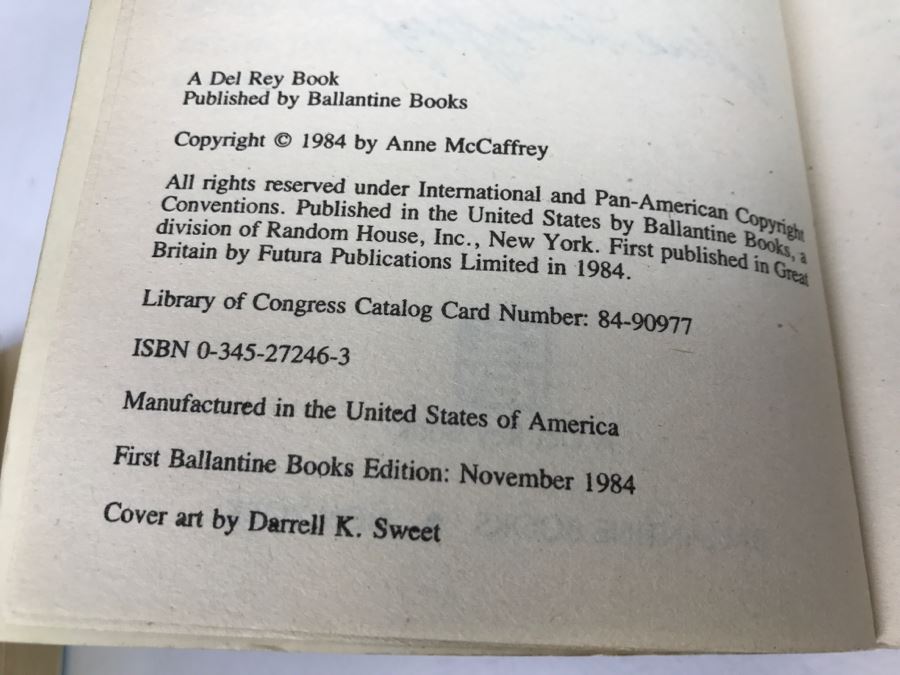 A Del Rey Book
Published by Ballantine Books
Copyright © 1984 by Anne McCaffrey
All rights reserved under International and Pan-American Copyright
Conventions. Published in the United States by Ballantine Books, a
division of Random House, Inc., New York. First published in Great
Britain by Futura Publications Limited in 1984.
Library of Congress Catalog Card Number: 84-90977
ISBN 0-345-27246-3
Manufactured in the United States of America
First Ballantine Books Edition: November 1984
Cover art by Darrell K. Sweet